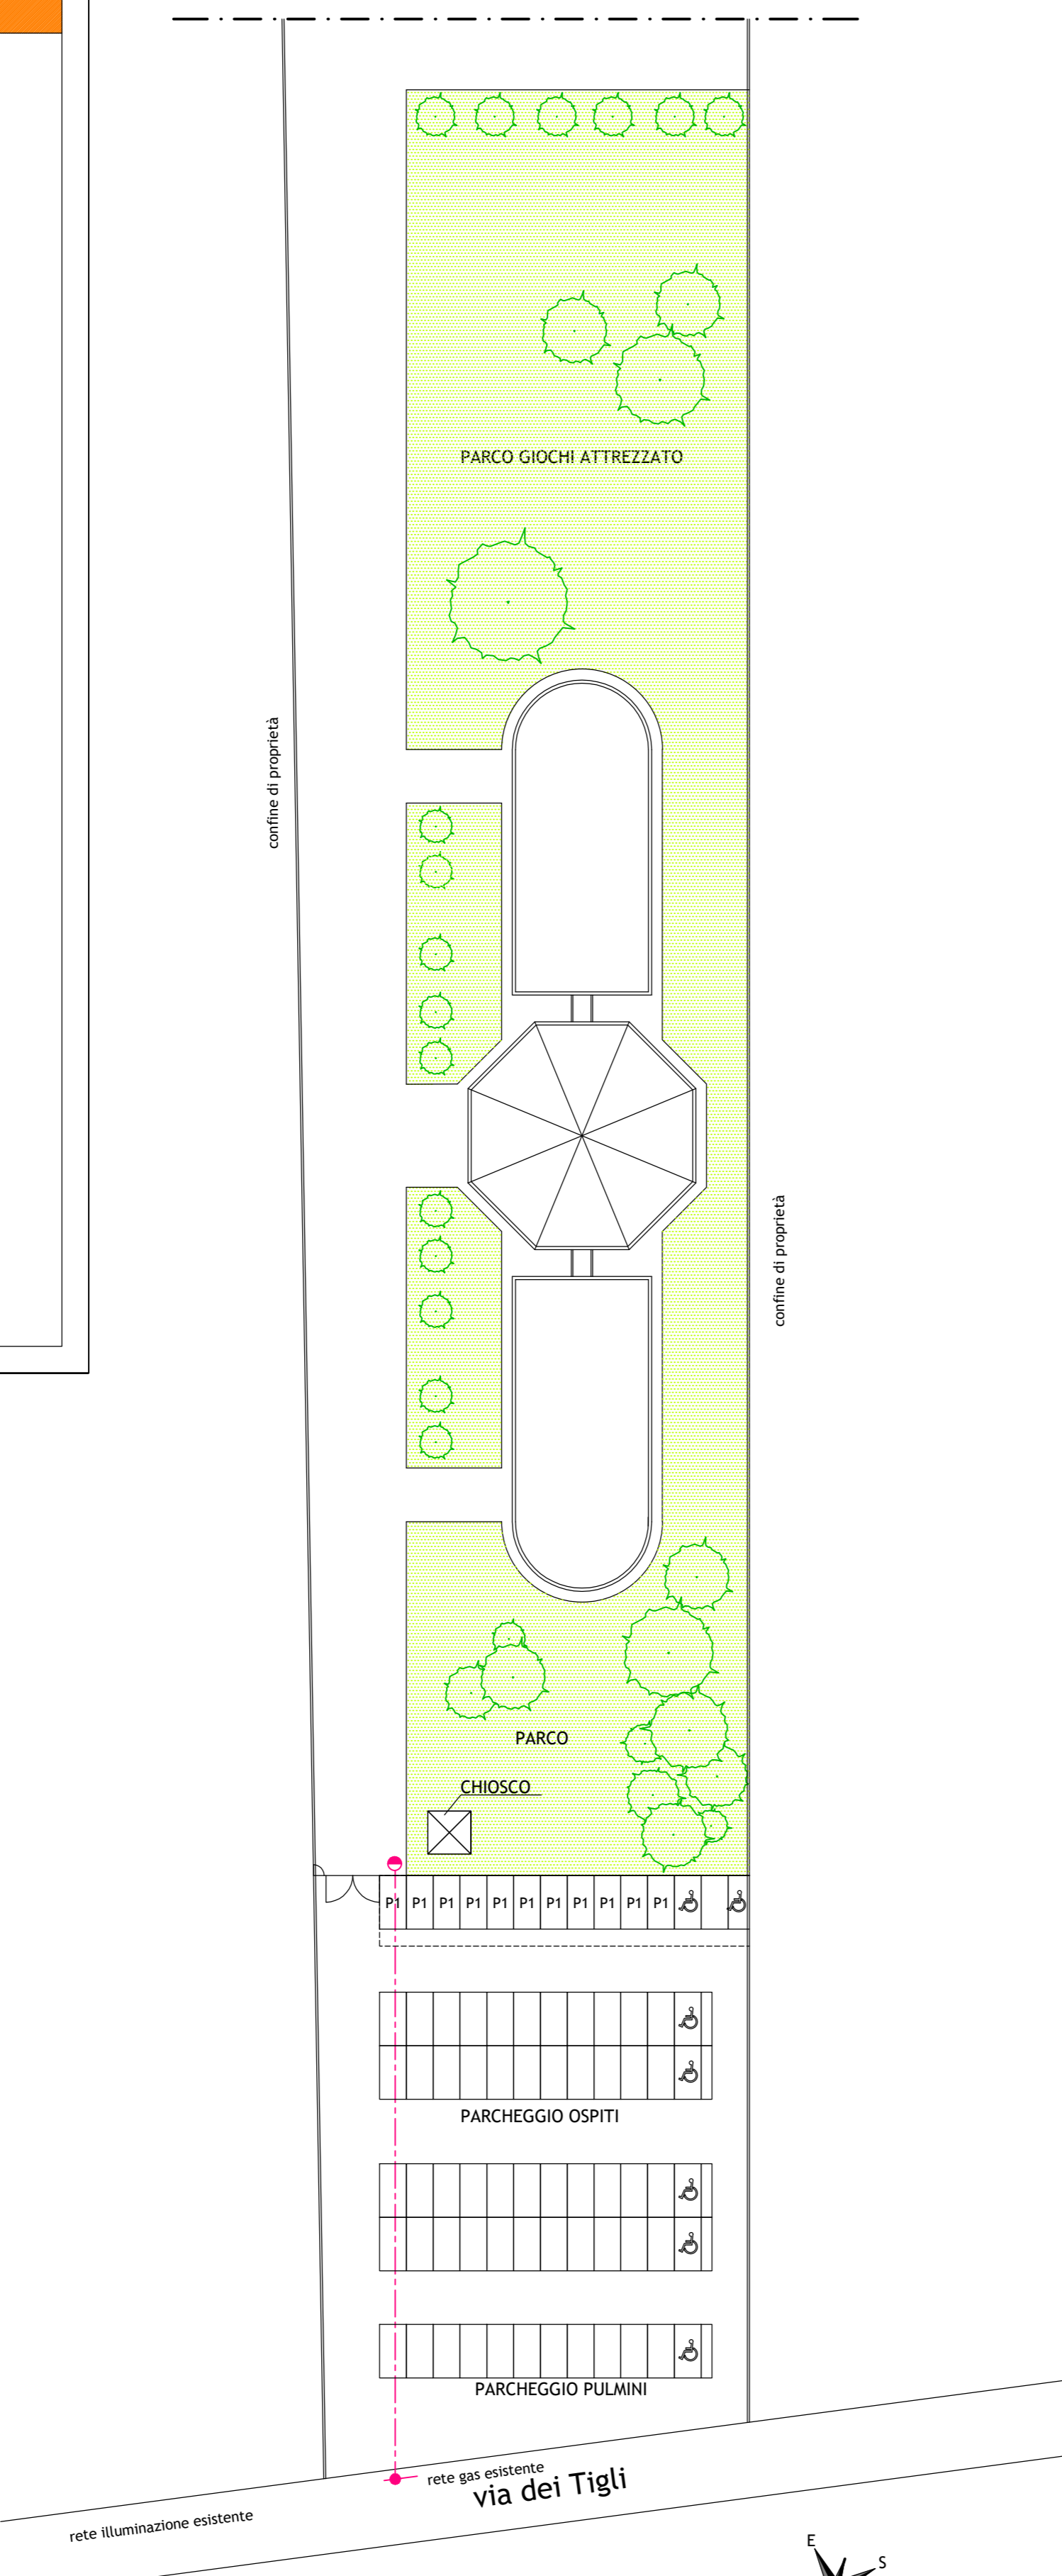 PARCO GIOCHI ATTREZZATO
confine di proprietà
confine di proprietà
PARCO
CHIOSCO
P1 P1 P1 P1 P1 P1 P1 P1 P1 P1 P1
PARCHEGGIO OSPITI
PARCHEGGIO PULMINI
rete gas esistente
via dei Tigli
rete illuminazione esistente
E
S